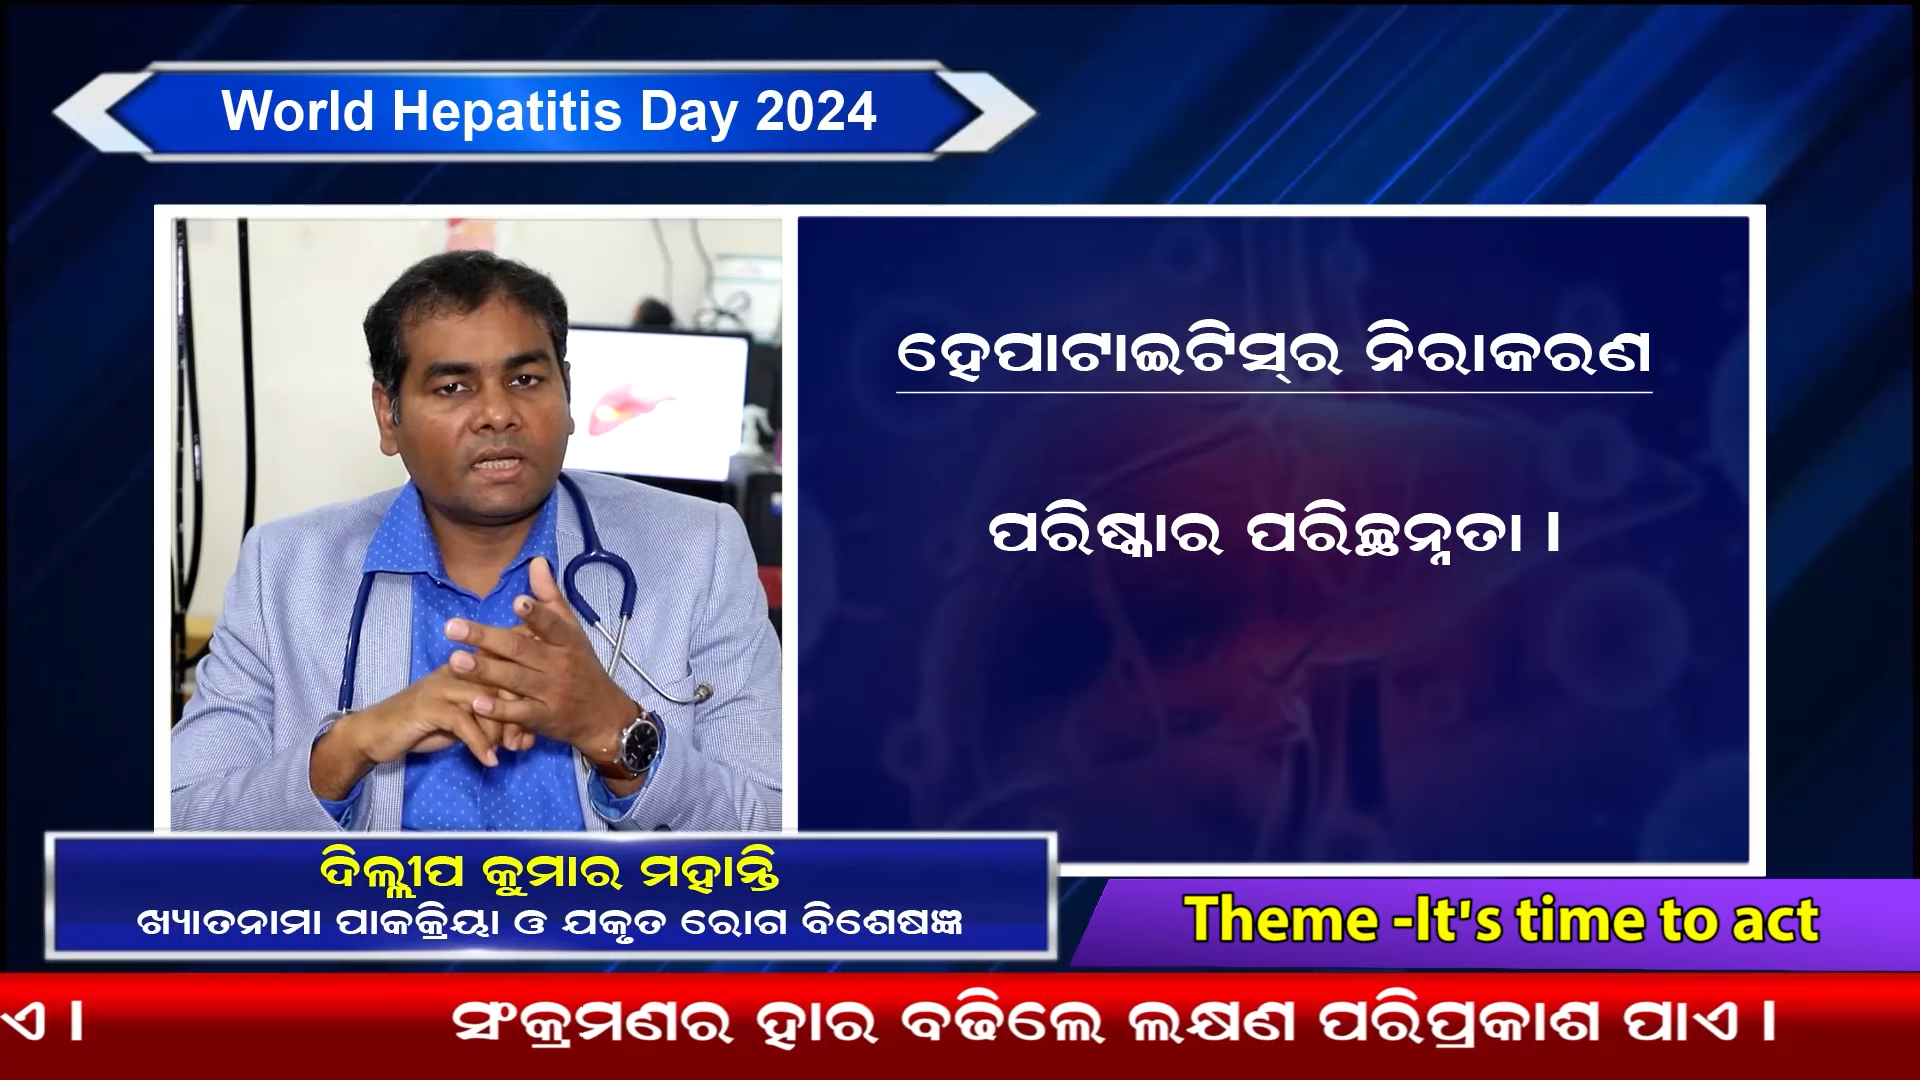 World Hepatitis Day 2024
ହେପାଟାଇଟିସ୍‌ର ନିରାକରଣ
ପରିଷ୍କାର ପରିଚ୍ଛନ୍ନତା ।
ଦିଲ୍ଲୀପ କୁମାର ମହାନ୍ତି
ଖ୍ୟାତନାମା ପାକକ୍ରିୟା ଓ ଯକୃତ ରୋଗ ବିଶେଷଜ୍ଞ
Theme -It's time to act
ଏ । ସଂକ୍ରମଣର ହାର ବଢିଲେ ଲକ୍ଷଣ ପରିପ୍ରକାଶ ପାଏ ।